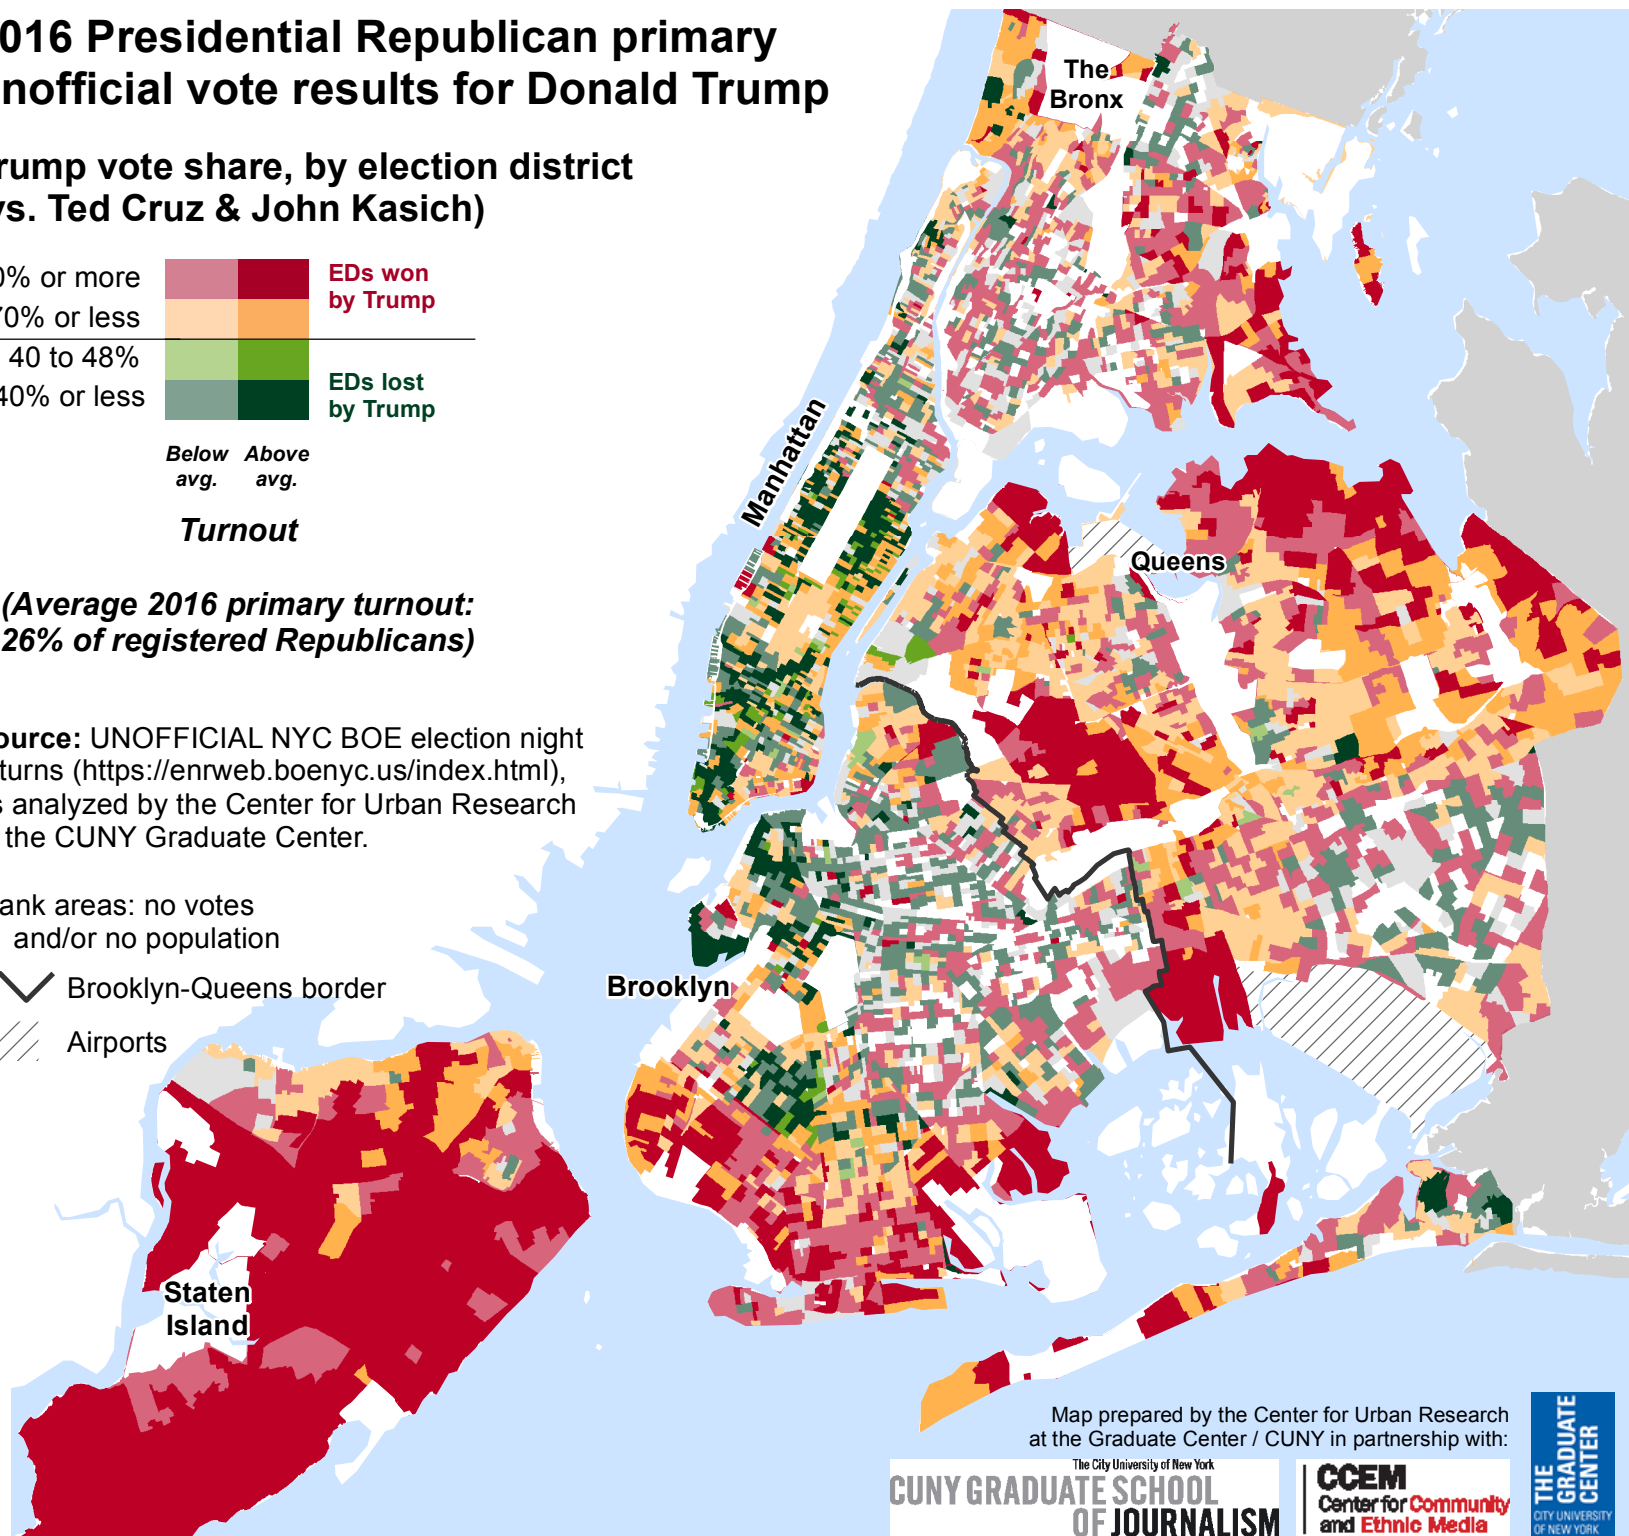 016 Presidential Republican primary
nofficial vote results for Donald Trump
rump vote share, by election district
vs. Ted Cruz & John Kasich)
0% or more
70% or less
40 to 48%
40% or less
EDs won
by Trump
EDs lost
by Trump
Below avg.
Above avg.
Turnout
(Average 2016 primary turnout:
26% of registered Republicans)
ource: UNOFFICIAL NYC BOE election night
turns (https://enrweb.boenyc.us/index.html),
s analyzed by the Center for Urban Research
the CUNY Graduate Center.
ank areas: no votes
and/or no population
Brooklyn-Queens border
Airports
The
Bronx
Manhattan
Queens
Brooklyn
Staten
Island
Map prepared by the Center for Urban Research
at the Graduate Center / CUNY in partnership with:
The City University of New York
CUNY GRADUATE SCHOOL
OF JOURNALISM
CCEM
Center for Community
and Ethnic Media
THE
GRADUATE
CENTER
CITY UNIVERSITY
OF NEW YORK